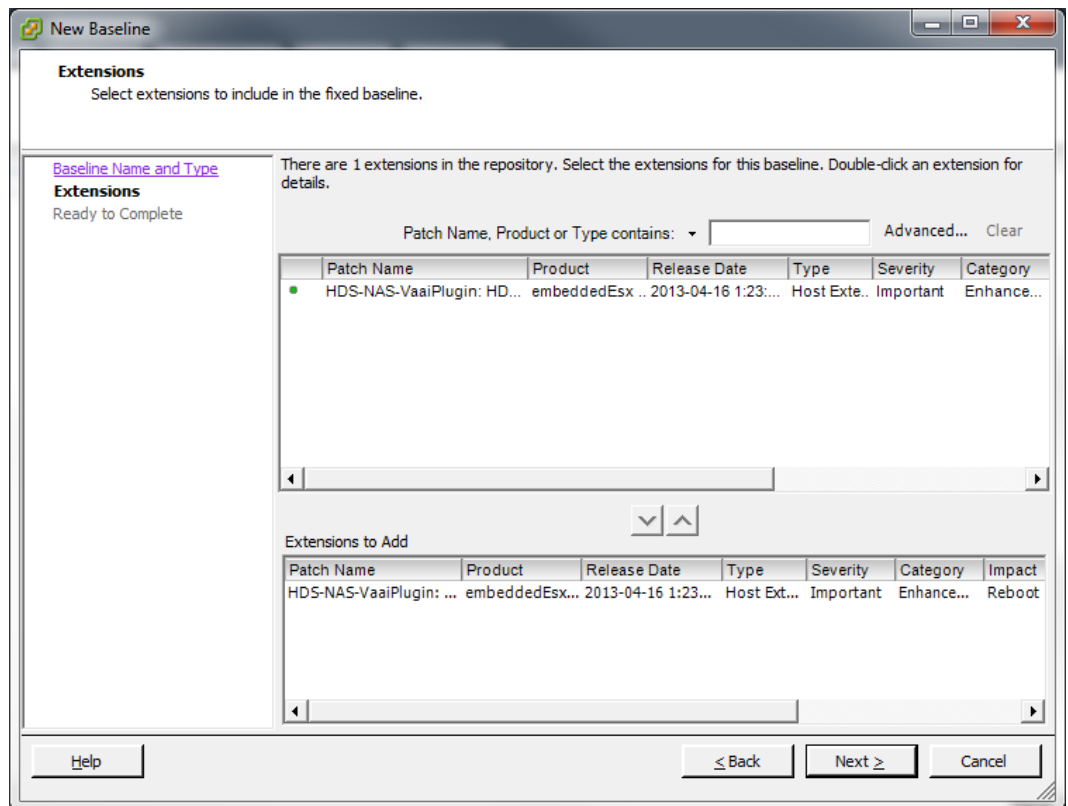 New Baseline
Extensions
Select extensions to include in the fixed baseline.
Baseline Name and Type
Extensions
Ready to Complete
There are 1 extensions in the repository. Select the extensions for this baseline. Double-click an extension for
details.
Patch Name, Product or Type contains: Advanced... Clear
Patch Name Product Release Date Type Severity Category
HDS-NAS-VaaiPlugin: HD... embeddedEsx .. 2013-04-16 1:23:... Host Exte.. Important Enhance...
Extensions to Add
Patch Name Product Release Date Type Severity Category Impact
HDS-NAS-VaaiPlugin: ... embeddedEsx... 2013-04-16 1:23... Host Ext... Important Enhance... Reboot
Help < Back Next > Cancel